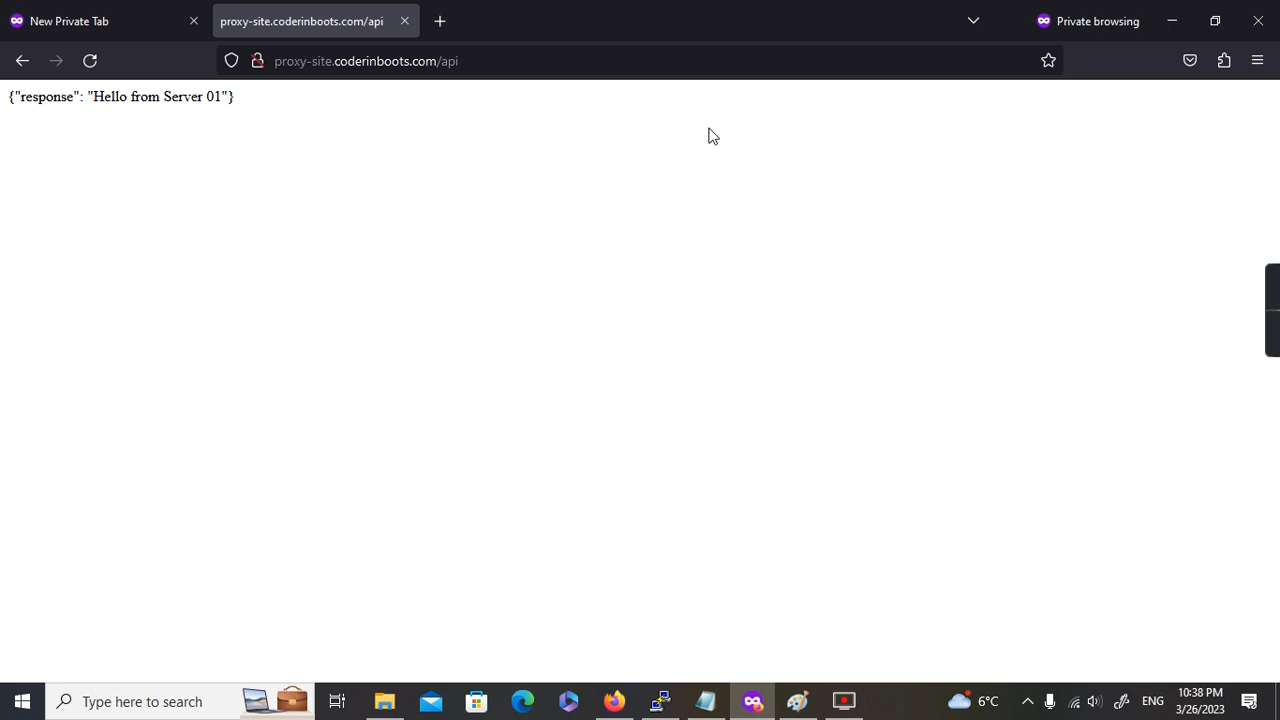 New Private Tab
proxy-site.coderinboots.com/api
Private browsing
proxy-site.coderinboots.com/api
{"response": "Hello from Server 01"}
Type here to search
6°C
ENG
10:38 PM
3/26/2023